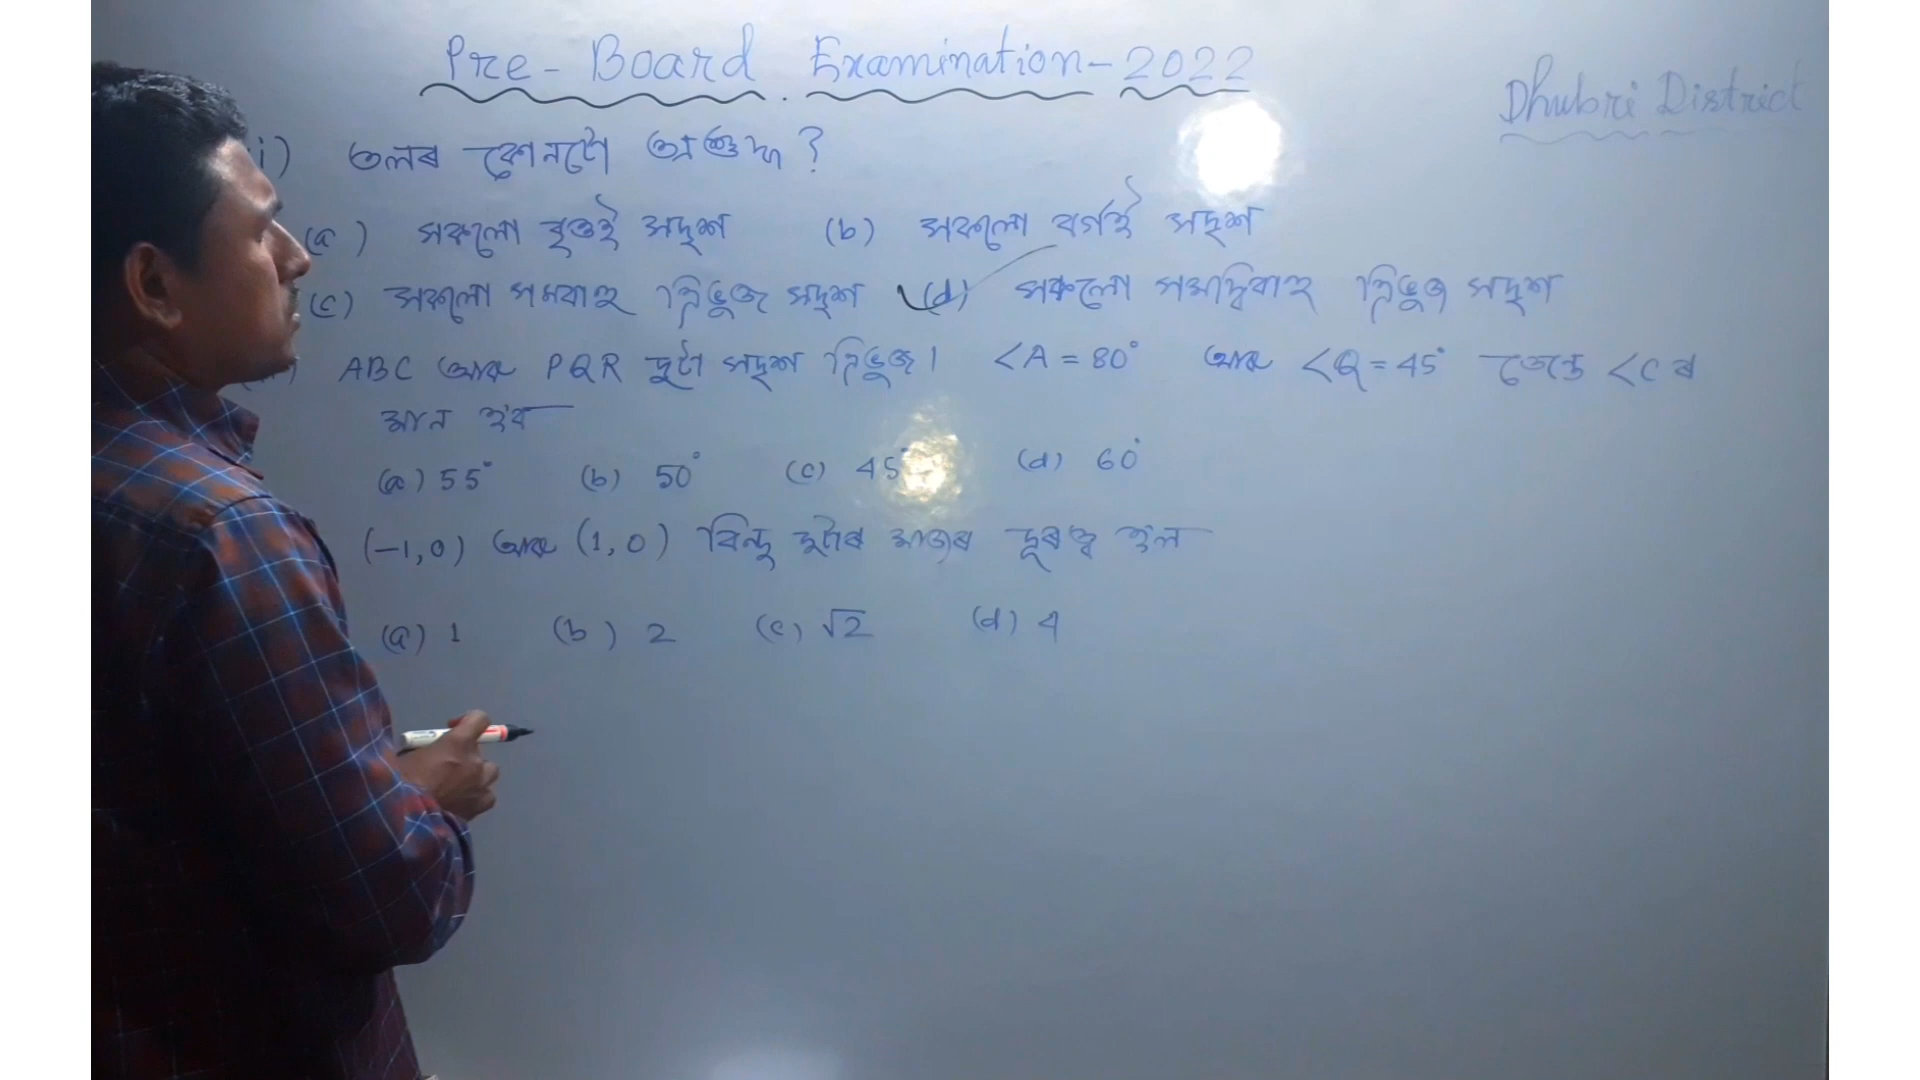 Pre-Board Examination-2022
Dhubri District
i) তলৰ কোনটো অশুদ্ধ ?
(a) সকলো বৃত্তই সদৃশ (b) সকলো বৰ্গই সদৃশ
(c) সকলো সমবাহু ত্ৰিভুজ সদৃশ (d) সকলো সমদ্বিবাহু ত্ৰিভুজ সদৃশ
ABC আৰু PQR দুটা সদৃশ ত্ৰিভুজ। <A = 80° আৰু <Q = 45° তেন্তে <C ৰ
মান হ'ব
(a) 55° (b) 50° (c) 45° (d) 60°
(-1,0) আৰু (1,0) বিন্দু দুটাৰ মাজৰ দূৰত্ব হ'ল
(a) 1 (b) 2 (c) √2 (d) 4